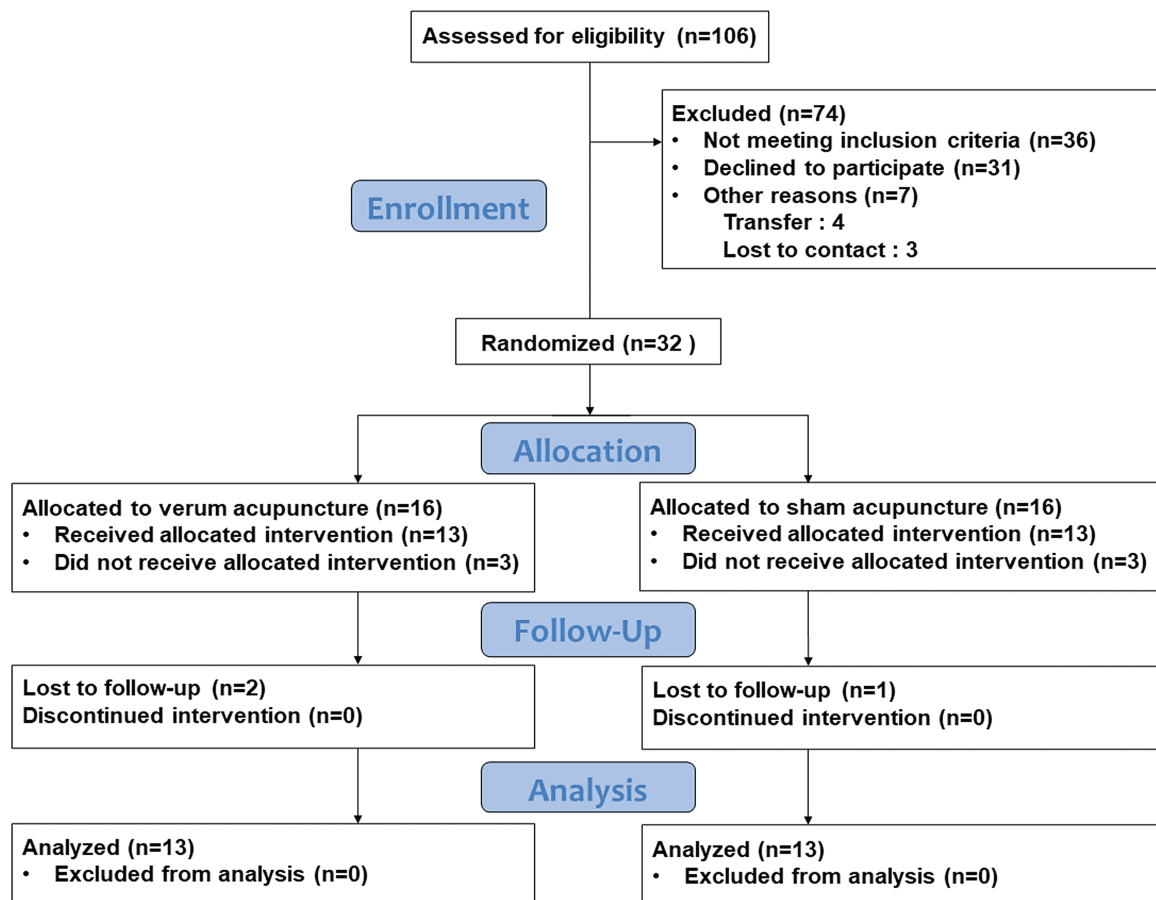 Assessed for eligibility (n=106)
Excluded (n=74)
• Not meeting inclusion criteria (n=36)
• Declined to participate (n=31)
• Other reasons (n=7)
Transfer : 4
Lost to contact : 3
Enrollment
Randomized (n=32 )
Allocation
Allocated to verum acupuncture (n=16)
• Received allocated intervention (n=13)
• Did not receive allocated intervention (n=3)
Allocated to sham acupuncture (n=16)
• Received allocated intervention (n=13)
• Did not receive allocated intervention (n=3)
Follow-Up
Lost to follow-up (n=2)
Discontinued intervention (n=0)
Lost to follow-up (n=1)
Discontinued intervention (n=0)
Analysis
Analyzed (n=13)
• Excluded from analysis (n=0)
Analyzed (n=13)
• Excluded from analysis (n=0)